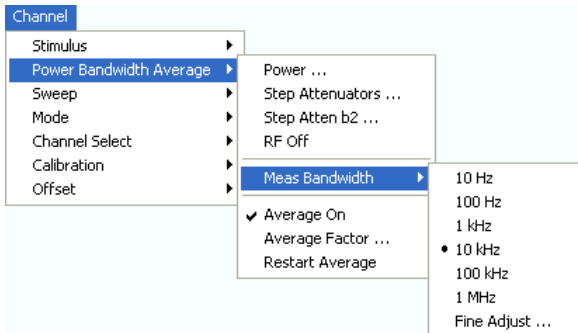 Channel
Stimulus
Power Bandwidth Average
Sweep
Mode
Channel Select
Calibration
Offset
Power ...
Step Attenuators ...
Step Atten b2 ...
RF Off
Meas Bandwidth
Average On
Average Factor ...
Restart Average
10 Hz
100 Hz
1 kHz
10 kHz
100 kHz
1 MHz
Fine Adjust ...